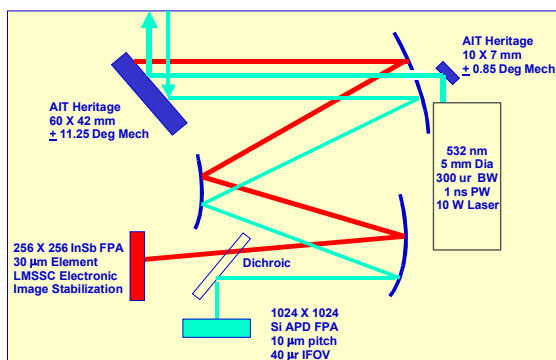 AIT Heritage
10 X 7 mm
+ 0.85 Deg Mech
AIT Heritage
60 X 42 mm
+ 11.25 Deg Mech
532 nm
5 mm Dia
300 ur BW
1 ns PW
10 W Laser
256 X 256 InSb FPA
30 µm Element
LMSSC Electronic
Image Stabilization
Dichroic
1024 X 1024
Si APD FPA
10 µm pitch
40 µr IFOV